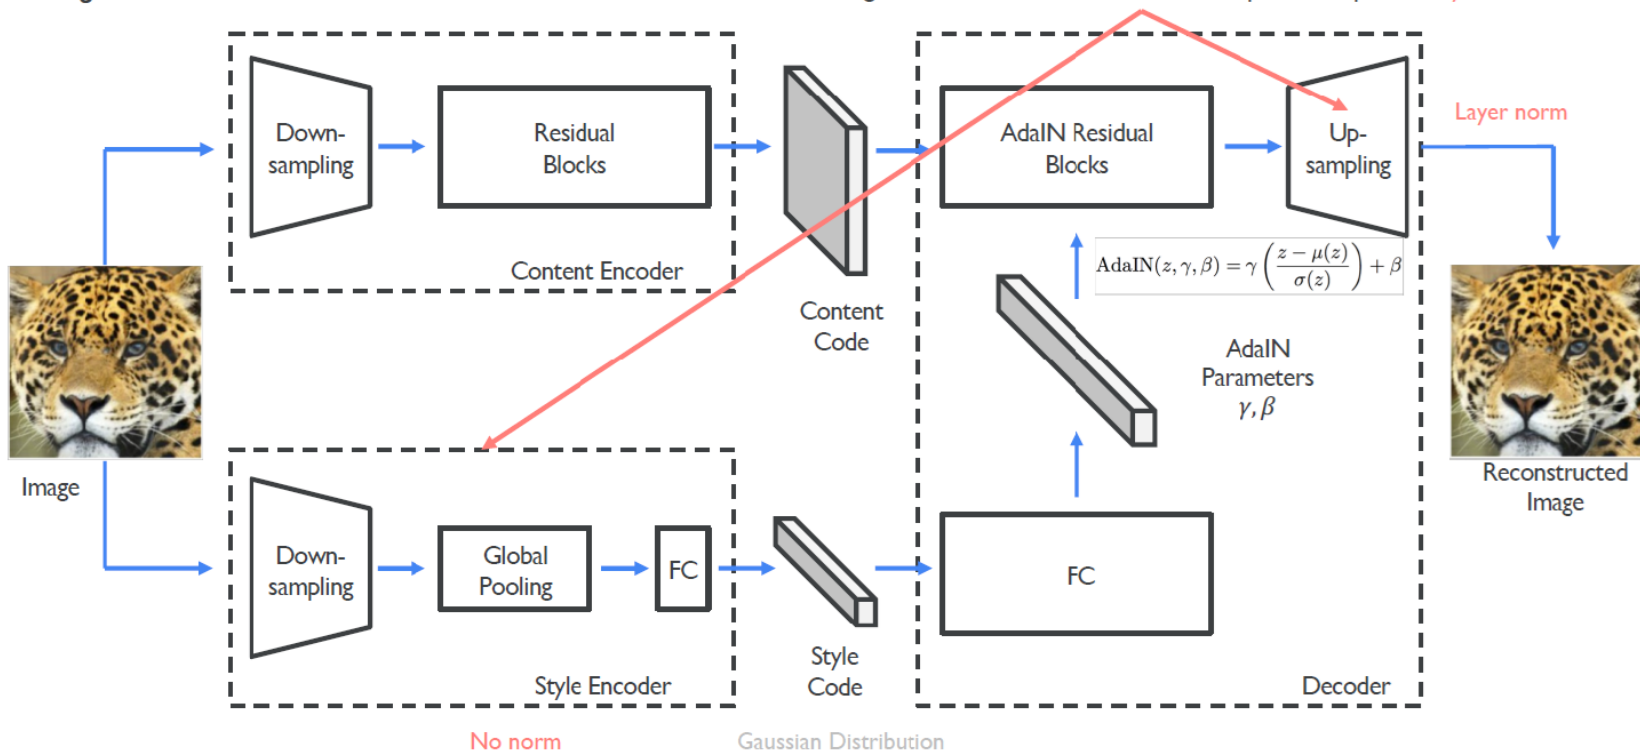 Layer norm
Down-
sampling
Residual
Blocks
Content Encoder
Content
Code
AdaIN Residual
Blocks
Up-
sampling
AdaIN(z, γ, β) = γ ( (z − μ(z)) / σ(z) ) + β
AdaIN
Parameters
γ, β
Image
Reconstructed
Image
Down-
sampling
Global
Pooling
FC
Style Encoder
Style
Code
FC
Decoder
No norm
Gaussian Distribution